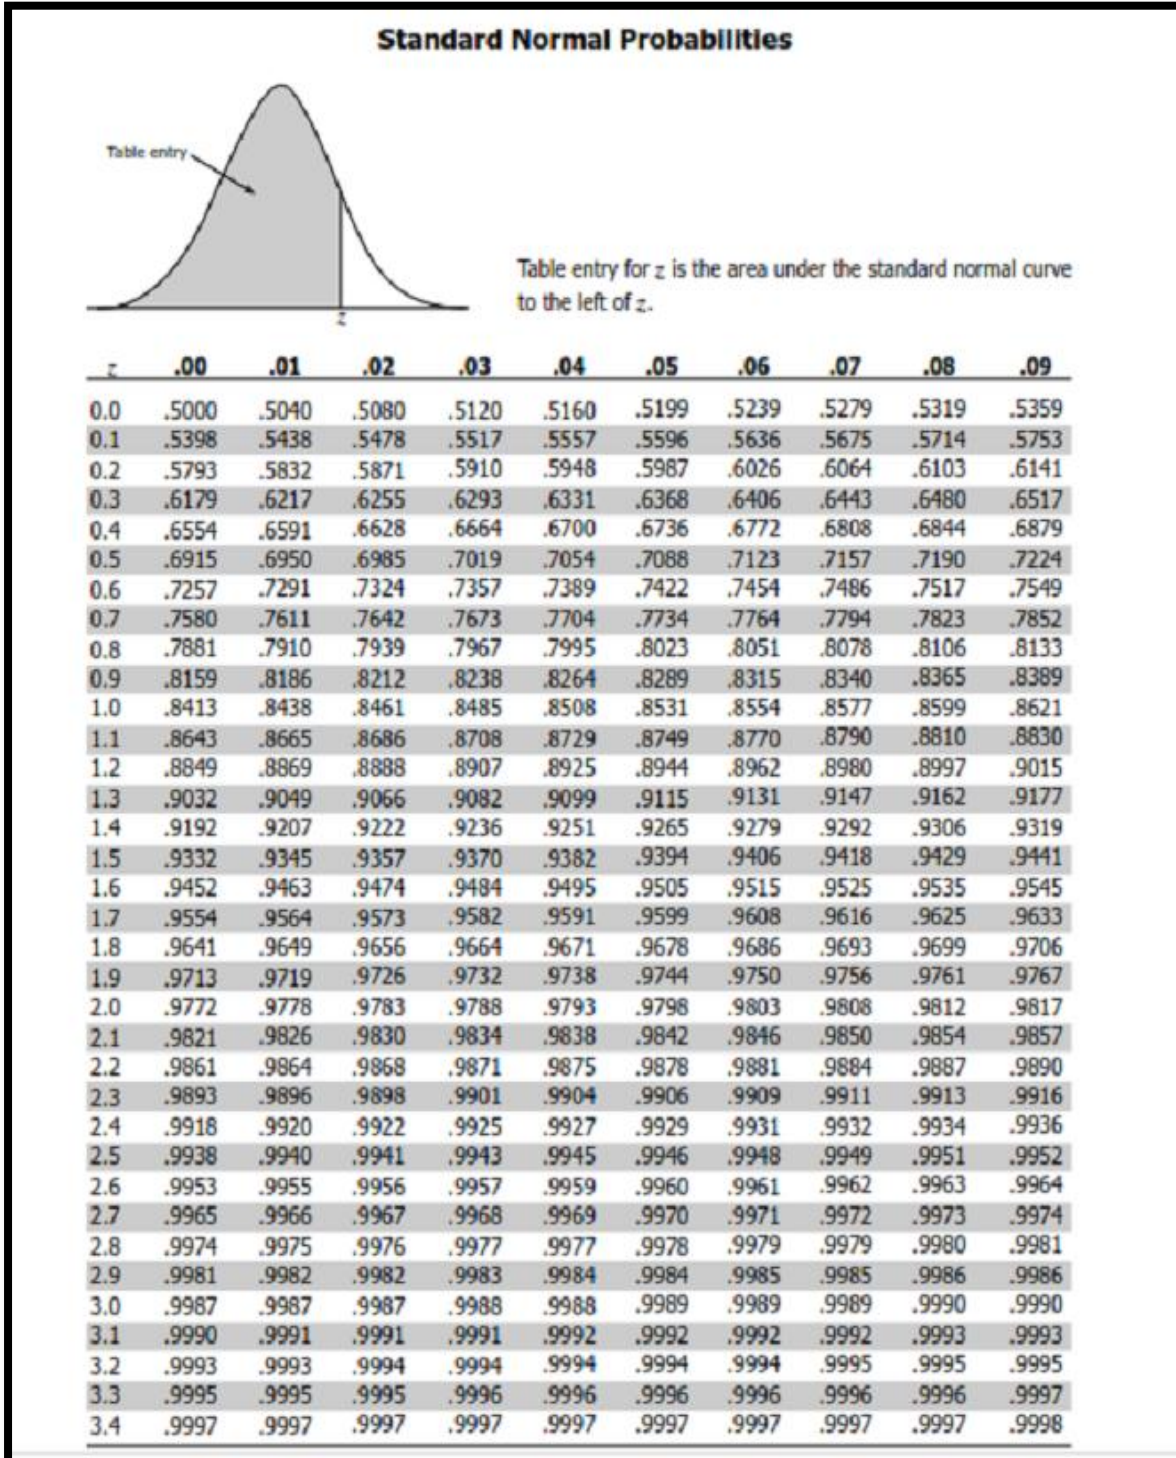 Standard Normal Probabilities
Table entry
Table entry for z is the area under the standard normal curve
to the left of z.
z
z .00 .01 .02 .03 .04 .05 .06 .07 .08 .09
0.0 .5000 .5040 .5080 .5120 .5160 .5199 .5239 .5279 .5319 .5359
0.1 .5398 .5438 .5478 .5517 .5557 .5596 .5636 .5675 .5714 .5753
0.2 .5793 .5832 .5871 .5910 .5948 .5987 .6026 .6064 .6103 .6141
0.3 .6179 .6217 .6255 .6293 .6331 .6368 .6406 .6443 .6480 .6517
0.4 .6554 .6591 .6628 .6664 .6700 .6736 .6772 .6808 .6844 .6879
0.5 .6915 .6950 .6985 .7019 .7054 .7088 .7123 .7157 .7190 .7224
0.6 .7257 .7291 .7324 .7357 .7389 .7422 .7454 .7486 .7517 .7549
0.7 .7580 .7611 .7642 .7673 .7704 .7734 .7764 .7794 .7823 .7852
0.8 .7881 .7910 .7939 .7967 .7995 .8023 .8051 .8078 .8106 .8133
0.9 .8159 .8186 .8212 .8238 .8264 .8289 .8315 .8340 .8365 .8389
1.0 .8413 .8438 .8461 .8485 .8508 .8531 .8554 .8577 .8599 .8621
1.1 .8643 .8665 .8686 .8708 .8729 .8749 .8770 .8790 .8810 .8830
1.2 .8849 .8869 .8888 .8907 .8925 .8944 .8962 .8980 .8997 .9015
1.3 .9032 .9049 .9066 .9082 .9099 .9115 .9131 .9147 .9162 .9177
1.4 .9192 .9207 .9222 .9236 .9251 .9265 .9279 .9292 .9306 .9319
1.5 .9332 .9345 .9357 .9370 .9382 .9394 .9406 .9418 .9429 .9441
1.6 .9452 .9463 .9474 .9484 .9495 .9505 .9515 .9525 .9535 .9545
1.7 .9554 .9564 .9573 .9582 .9591 .9599 .9608 .9616 .9625 .9633
1.8 .9641 .9649 .9656 .9664 .9671 .9678 .9686 .9693 .9699 .9706
1.9 .9713 .9719 .9726 .9732 .9738 .9744 .9750 .9756 .9761 .9767
2.0 .9772 .9778 .9783 .9788 .9793 .9798 .9803 .9808 .9812 .9817
2.1 .9821 .9826 .9830 .9834 .9838 .9842 .9846 .9850 .9854 .9857
2.2 .9861 .9864 .9868 .9871 .9875 .9878 .9881 .9884 .9887 .9890
2.3 .9893 .9896 .9898 .9901 .9904 .9906 .9909 .9911 .9913 .9916
2.4 .9918 .9920 .9922 .9925 .9927 .9929 .9931 .9932 .9934 .9936
2.5 .9938 .9940 .9941 .9943 .9945 .9946 .9948 .9949 .9951 .9952
2.6 .9953 .9955 .9956 .9957 .9959 .9960 .9961 .9962 .9963 .9964
2.7 .9965 .9966 .9967 .9968 .9969 .9970 .9971 .9972 .9973 .9974
2.8 .9974 .9975 .9976 .9977 .9977 .9978 .9979 .9979 .9980 .9981
2.9 .9981 .9982 .9982 .9983 .9984 .9984 .9985 .9985 .9986 .9986
3.0 .9987 .9987 .9987 .9988 .9988 .9989 .9989 .9989 .9990 .9990
3.1 .9990 .9991 .9991 .9991 .9992 .9992 .9992 .9992 .9993 .9993
3.2 .9993 .9993 .9994 .9994 .9994 .9994 .9994 .9995 .9995 .9995
3.3 .9995 .9995 .9995 .9996 .9996 .9996 .9996 .9996 .9996 .9997
3.4 .9997 .9997 .9997 .9997 .9997 .9997 .9997 .9997 .9997 .9998